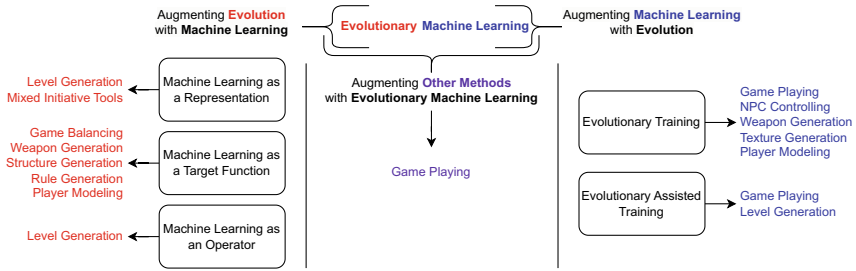 Augmenting Evolution
with Machine Learning
Evolutionary Machine Learning
Augmenting Machine Learning
with Evolution
Level Generation
Mixed Initiative Tools
Machine Learning as
a Representation
Game Balancing
Weapon Generation
Structure Generation
Rule Generation
Player Modeling
Machine Learning as
a Target Function
Level Generation
Machine Learning as
an Operator
Augmenting Other Methods
with Evolutionary Machine Learning
Game Playing
Evolutionary Training
Game Playing
NPC Controlling
Weapon Generation
Texture Generation
Player Modeling
Evolutionary Assisted
Training
Game Playing
Level Generation